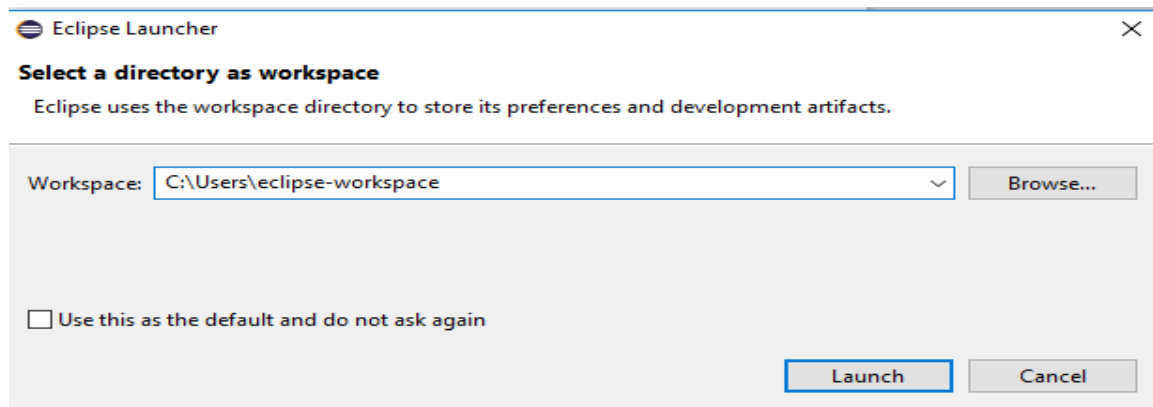 Eclipse Launcher
Select a directory as workspace
Eclipse uses the workspace directory to store its preferences and development artifacts.
Workspace: C:\Users\eclipse-workspace Browse...
Use this as the default and do not ask again
Launch Cancel